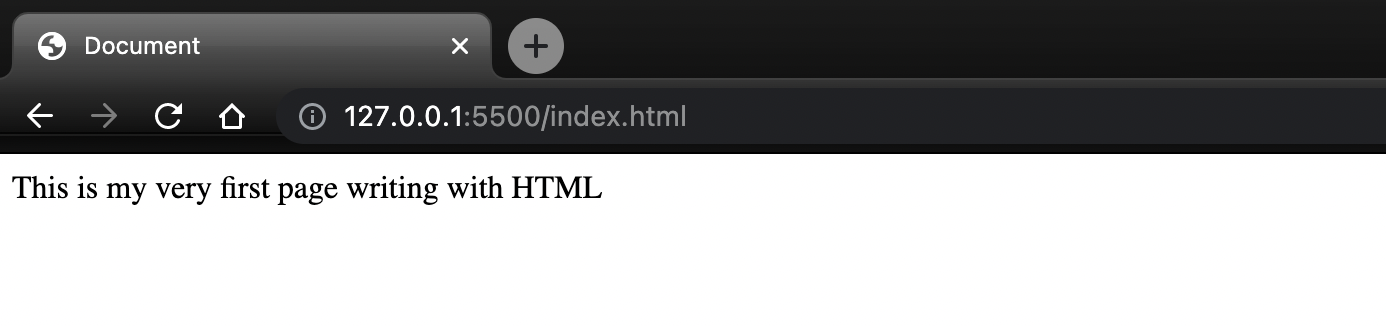 Document
127.0.0.1:5500/index.html
This is my very first page writing with HTML